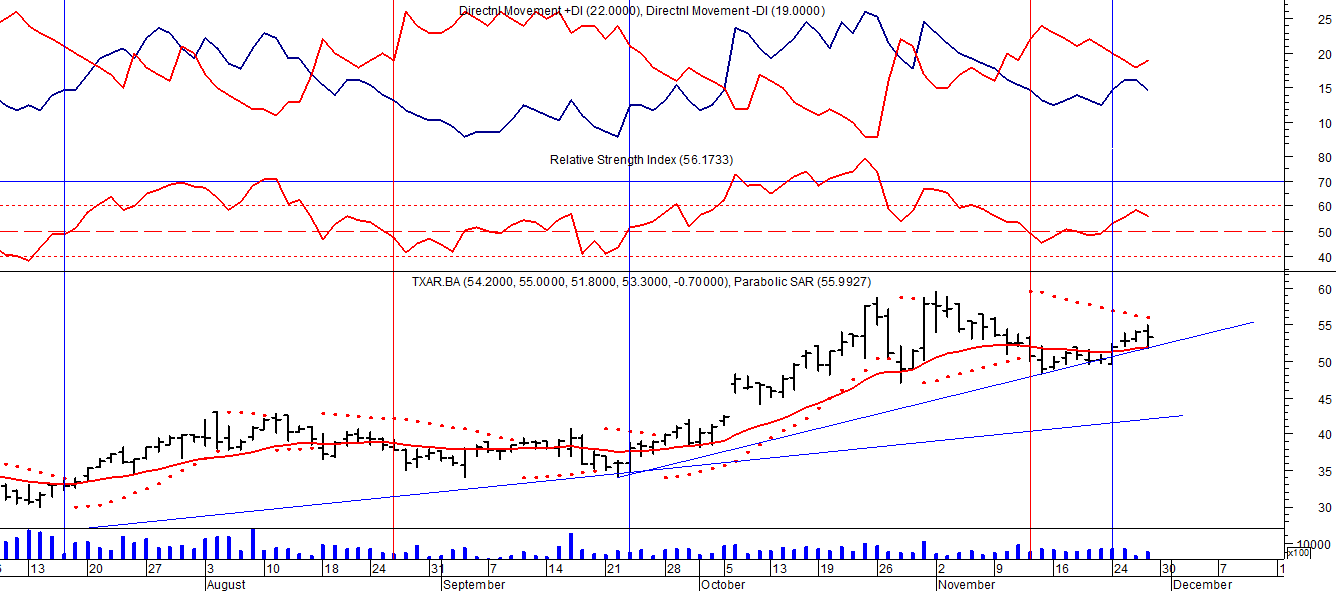 Directnl Movement +DI (22.0000), Directnl Movement -DI (19.0000)
25
20
15
10
Relative Strength Index (56.1733)
80
70
60
50
40
TXAR.BA (54.2000, 55.0000, 51.8000, 53.3000, -0.70000), Parabolic SAR (55.9927)
60
55
50
45
40
35
30
10000
x100
6 13 20 27 3 10 18 24 31 7 14 21 28 5 13 19 26 2 9 16 24 30 7 1
August September October November December